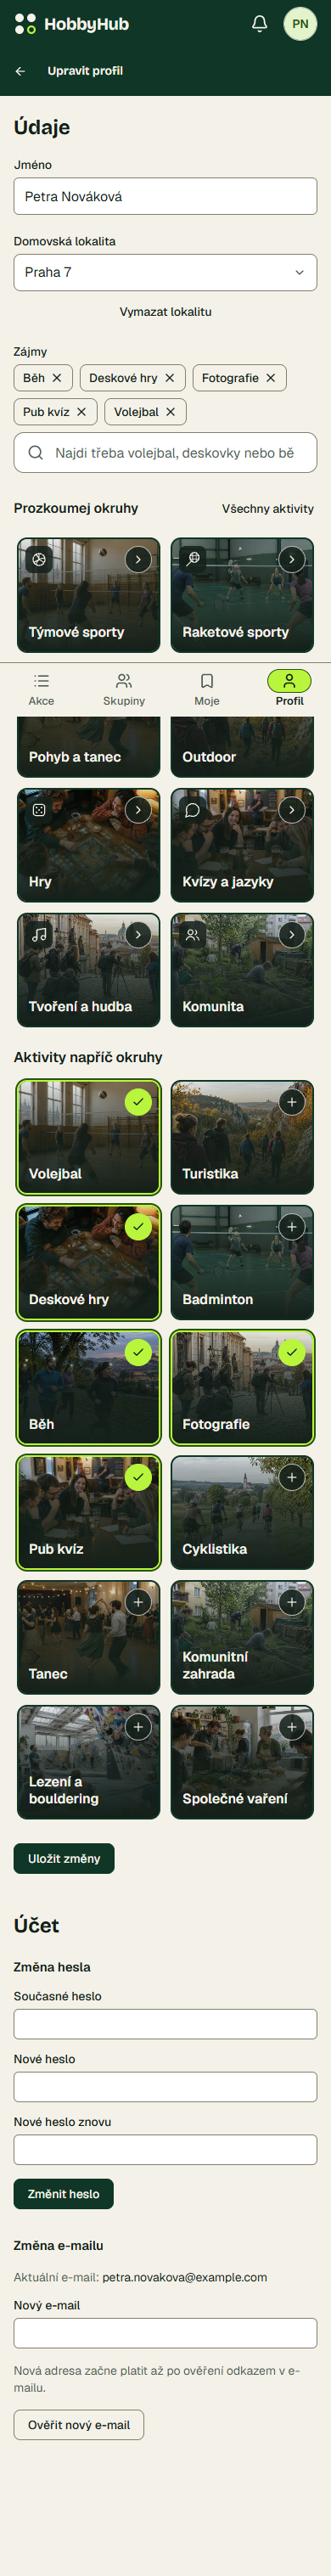 HobbyHub
PN
Upravit profil
Údaje
Jméno
Petra Nováková
Domovská lokalita
Praha 7
Vymazat lokalitu
Zájmy
Běh
Deskové hry
Fotografie
Pub kvíz
Volejbal
Najdi třeba volejbal, deskovky nebo bě
Prozkoumej okruhy
Všechny aktivity
Týmové sporty
Raketové sporty
Akce
Skupiny
Moje
Profil
Pohyb a tanec
Outdoor
Hry
Kvízy a jazyky
Tvoření a hudba
Komunita
Aktivity napříč okruhy
Volejbal
Turistika
Deskové hry
Badminton
Běh
Fotografie
Pub kvíz
Cyklistika
Tanec
Komunitní
zahrada
Lezení a
bouldering
Společné vaření
Uložit změny
Účet
Změna hesla
Současné heslo
Nové heslo
Nové heslo znovu
Změnit heslo
Změna e-mailu
Aktuální e-mail: petra.novakova@example.com
Nový e-mail
Nová adresa začne platit až po ověření odkazem v e-
mailu.
Ověřit nový e-mail